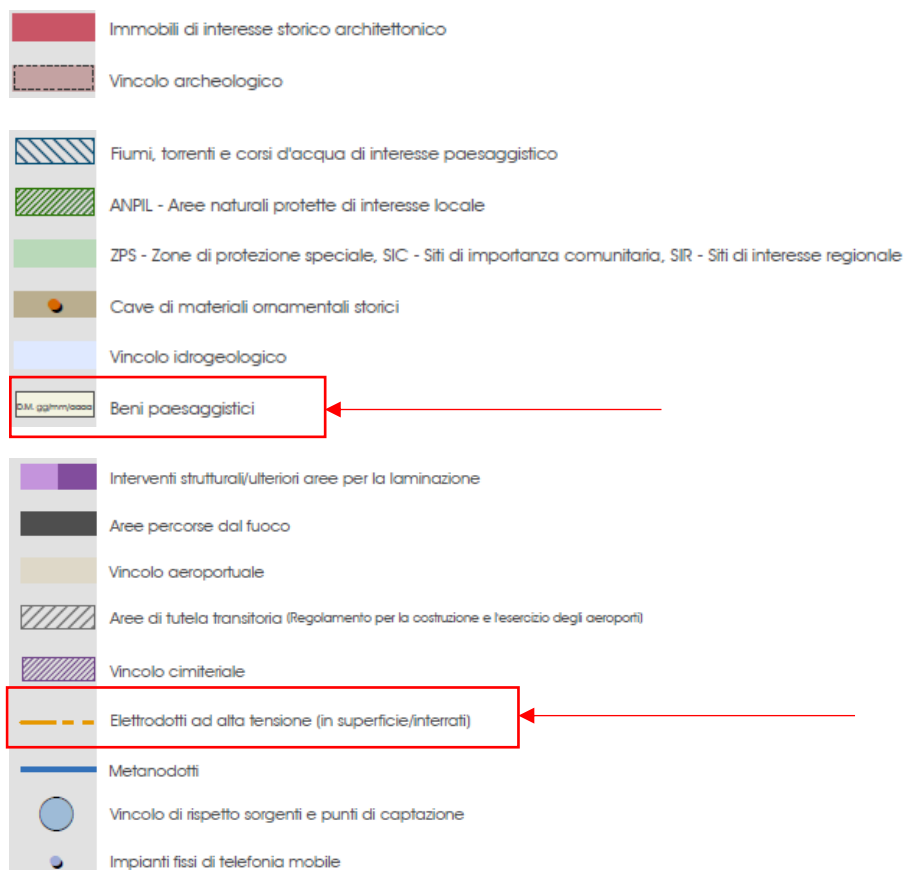 Immobili di interesse storico architettonico
Vincolo archeologico
Fiumi, torrenti e corsi d'acqua di interesse paesaggistico
ANPIL - Aree naturali protette di interesse locale
ZPS - Zone di protezione speciale, SIC - Siti di importanza comunitaria, SIR - Siti di interesse regionale
Cave di materiali ornamentali storici
Vincolo idrogeologico
D.M. gg/mm/aaaa Beni paesaggistici
Interventi strutturali/ulteriori aree per la laminazione
Aree percorse dal fuoco
Vincolo aeroportuale
Aree di tutela transitoria (Regolamento per la costruzione e l'esercizio degli aeroporti)
Vincolo cimiteriale
Elettrodotti ad alta tensione (in superficie/interrati)
Metanodotti
Vincolo di rispetto sorgenti e punti di captazione
Impianti fissi di telefonia mobile